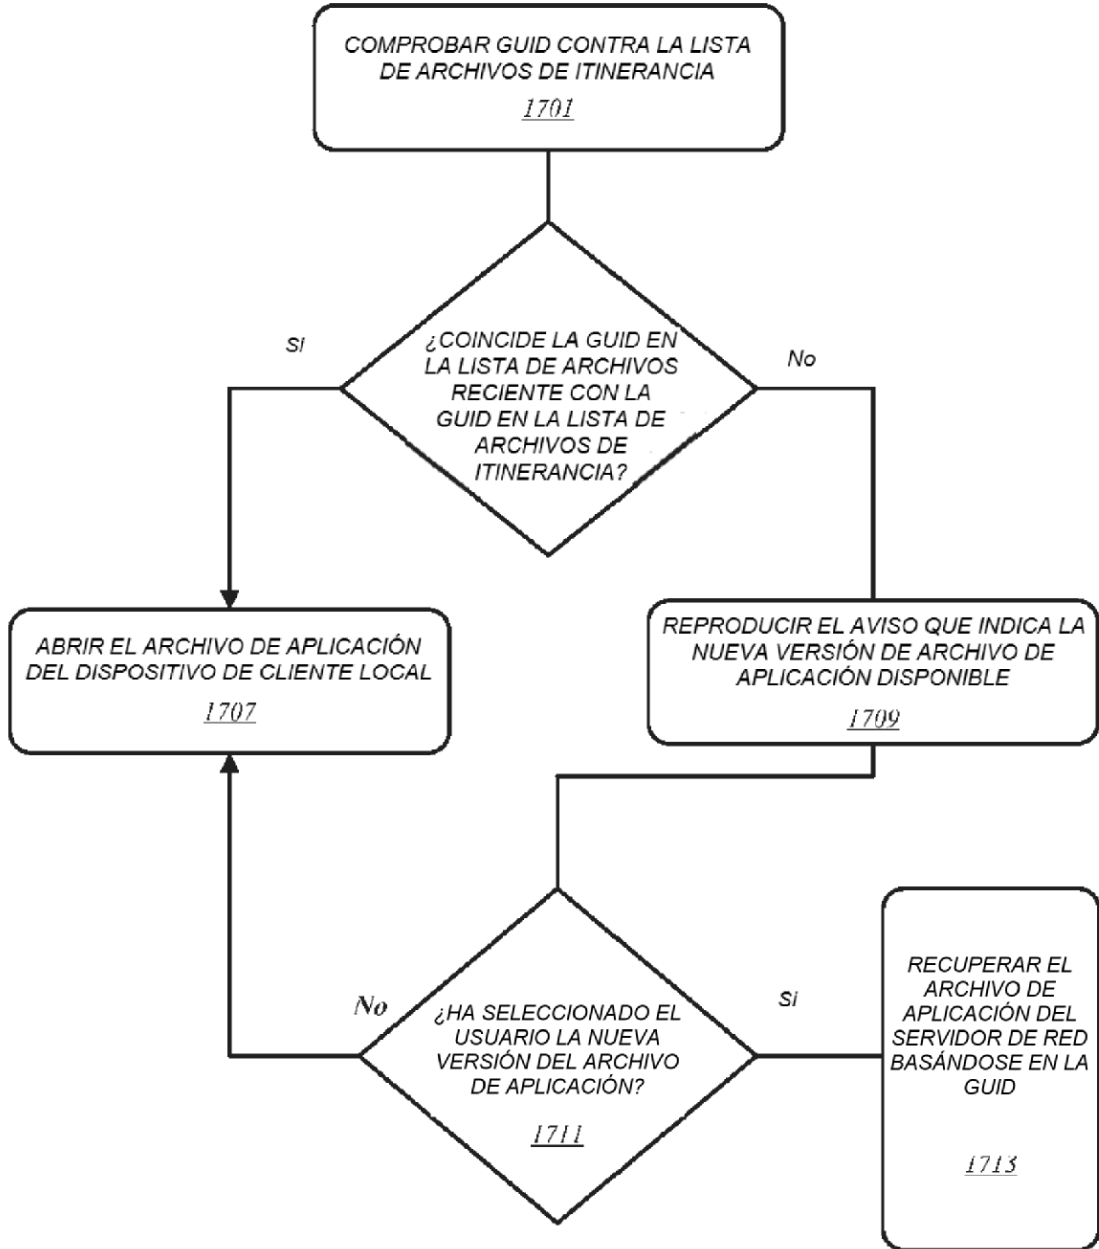 COMPROBAR GUID CONTRA LA LISTA
DE ARCHIVOS DE ITINERANCIA
1701
¿COINCIDE LA GUID EN
LA LISTA DE ARCHIVOS
RECIENTE CON LA
GUID EN LA LISTA DE
ARCHIVOS DE
ITINERANCIA?
SI
No
ABRIR EL ARCHIVO DE APLICACIÓN
DEL DISPOSITIVO DE CLIENTE LOCAL
1707
REPRODUCIR EL AVISO QUE INDICA LA
NUEVA VERSIÓN DE ARCHIVO DE
APLICACIÓN DISPONIBLE
1709
¿HA SELECCIONADO EL
USUARIO LA NUEVA
VERSIÓN DEL ARCHIVO
DE APLICACIÓN?
1711
No
Si
RECUPERAR EL
ARCHIVO DE
APLICACIÓN DEL
SERVIDOR DE RED
BASÁNDOSE EN LA
GUID
1713